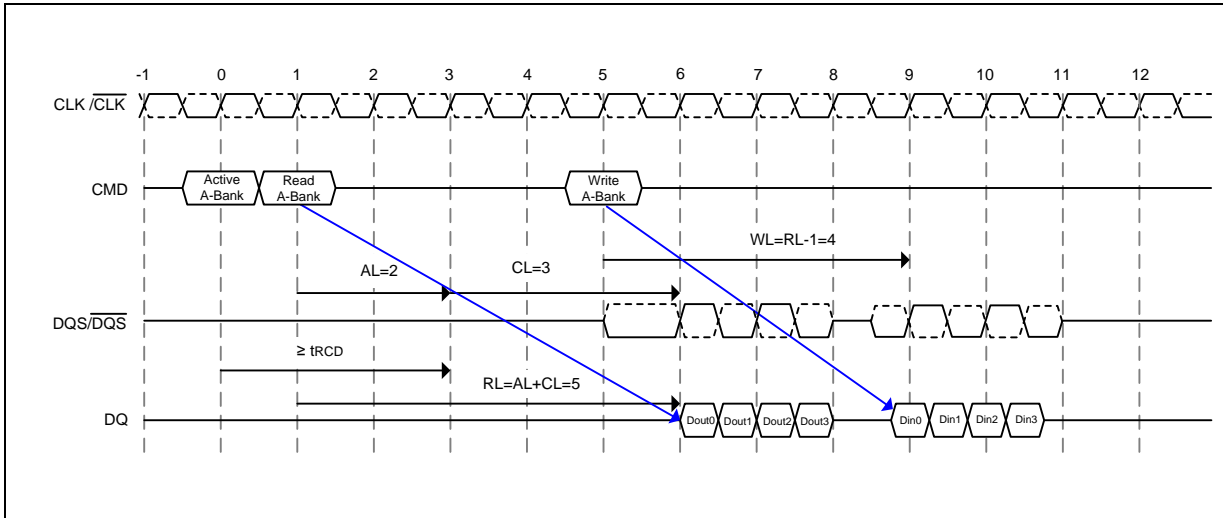 -1 0 1 2 3 4 5 6 7 8 9 10 11 12
CLK /CLK
CMD
Active
A-Bank
Read
A-Bank
Write
A-Bank
WL=RL-1=4
AL=2
CL=3
DQS/DQS
≥ tRCD
RL=AL+CL=5
DQ
Dout0 Dout1 Dout2 Dout3 Din0 Din1 Din2 Din3